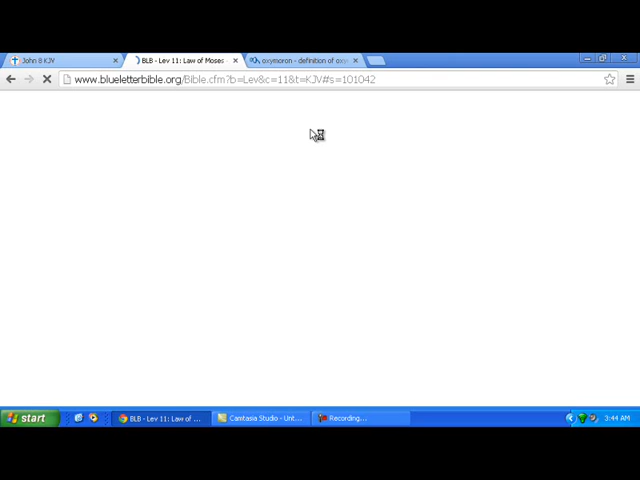 John 8 KJV
BLB - Lev 11: Law of Moses -
oxymoron - definition of oxy
www.blueletterbible.org/Bible.cfm?b=Lev&c=11&t=KJV#s=101042
start
BLB - Lev 11: Law of ...
Camtasia Studio - Unt...
Recording...
3:44 AM